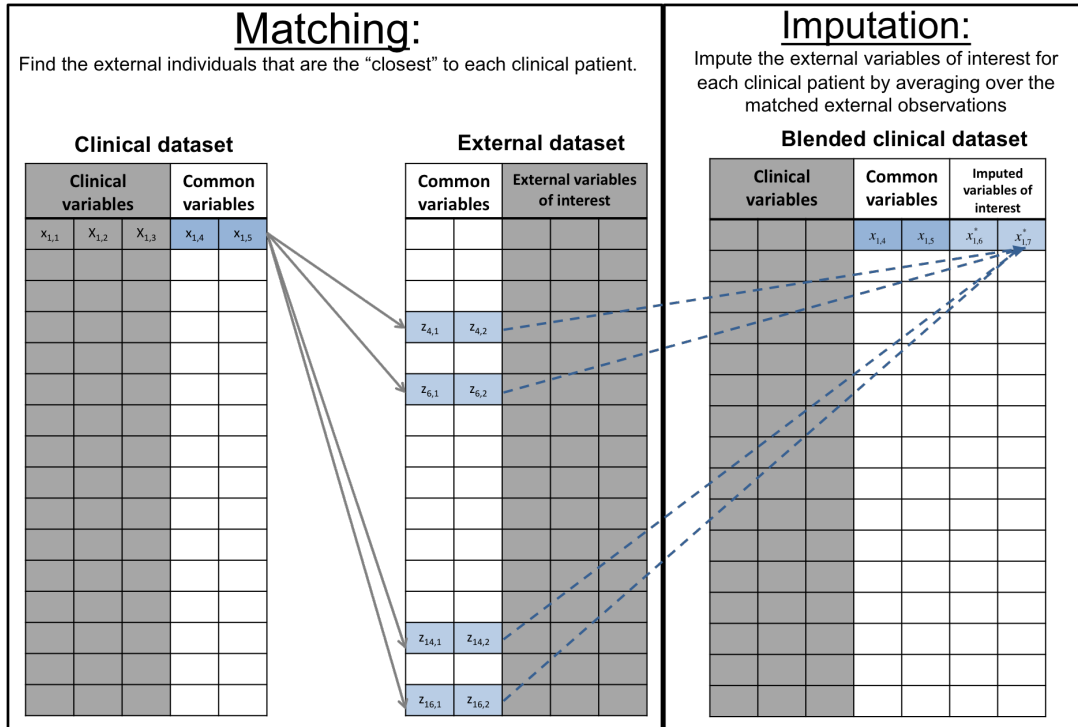 Matching:
Find the external individuals that are the “closest” to each clinical patient.
Clinical dataset
Clinical variables
Common variables
x1,1 X1,2 X1,3 x1,4 x1,5
External dataset
Common variables
External variables of interest
z4,1 z4,2
z6,1 z6,2
z14,1 z14,2
z16,1 z16,2
Imputation:
Impute the external variables of interest for
each clinical patient by averaging over the
matched external observations
Blended clinical dataset
Clinical variables
Common variables
Imputed variables of interest
x1,4 x1,5 x*1,6 x*1,7